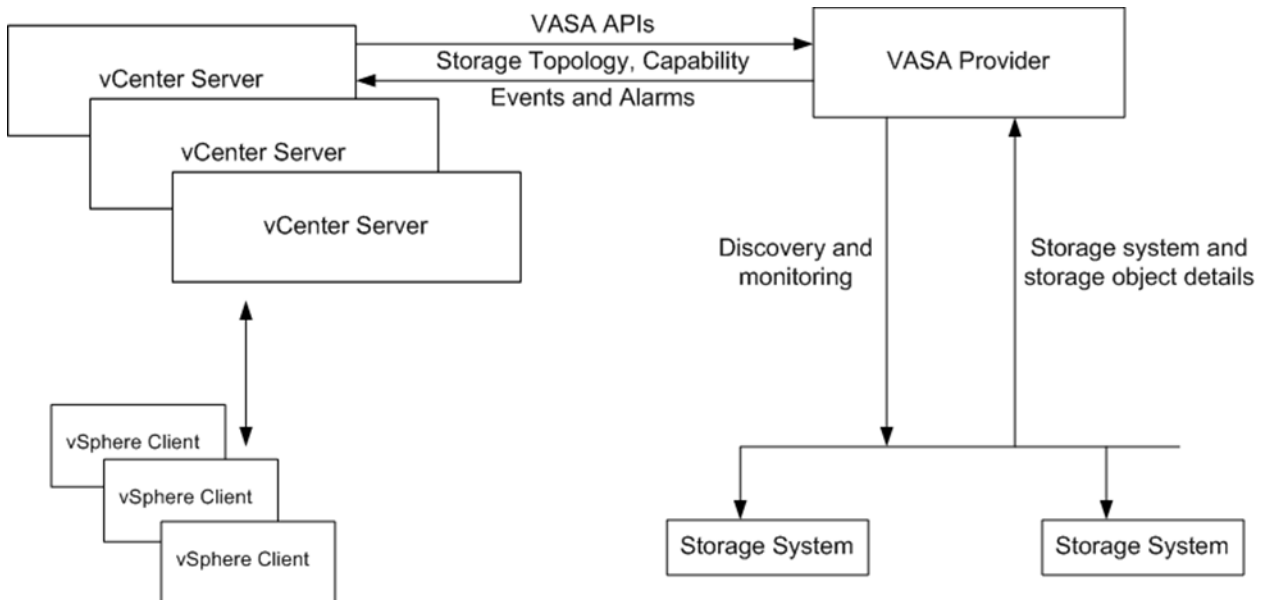 VASA APIs
vCenter Server
Storage Topology, Capability
VASA Provider
Events and Alarms
vCenter Server
vCenter Server
Discovery and
monitoring
Storage system and
storage object details
vSphere Client
vSphere Client
vSphere Client
Storage System
Storage System